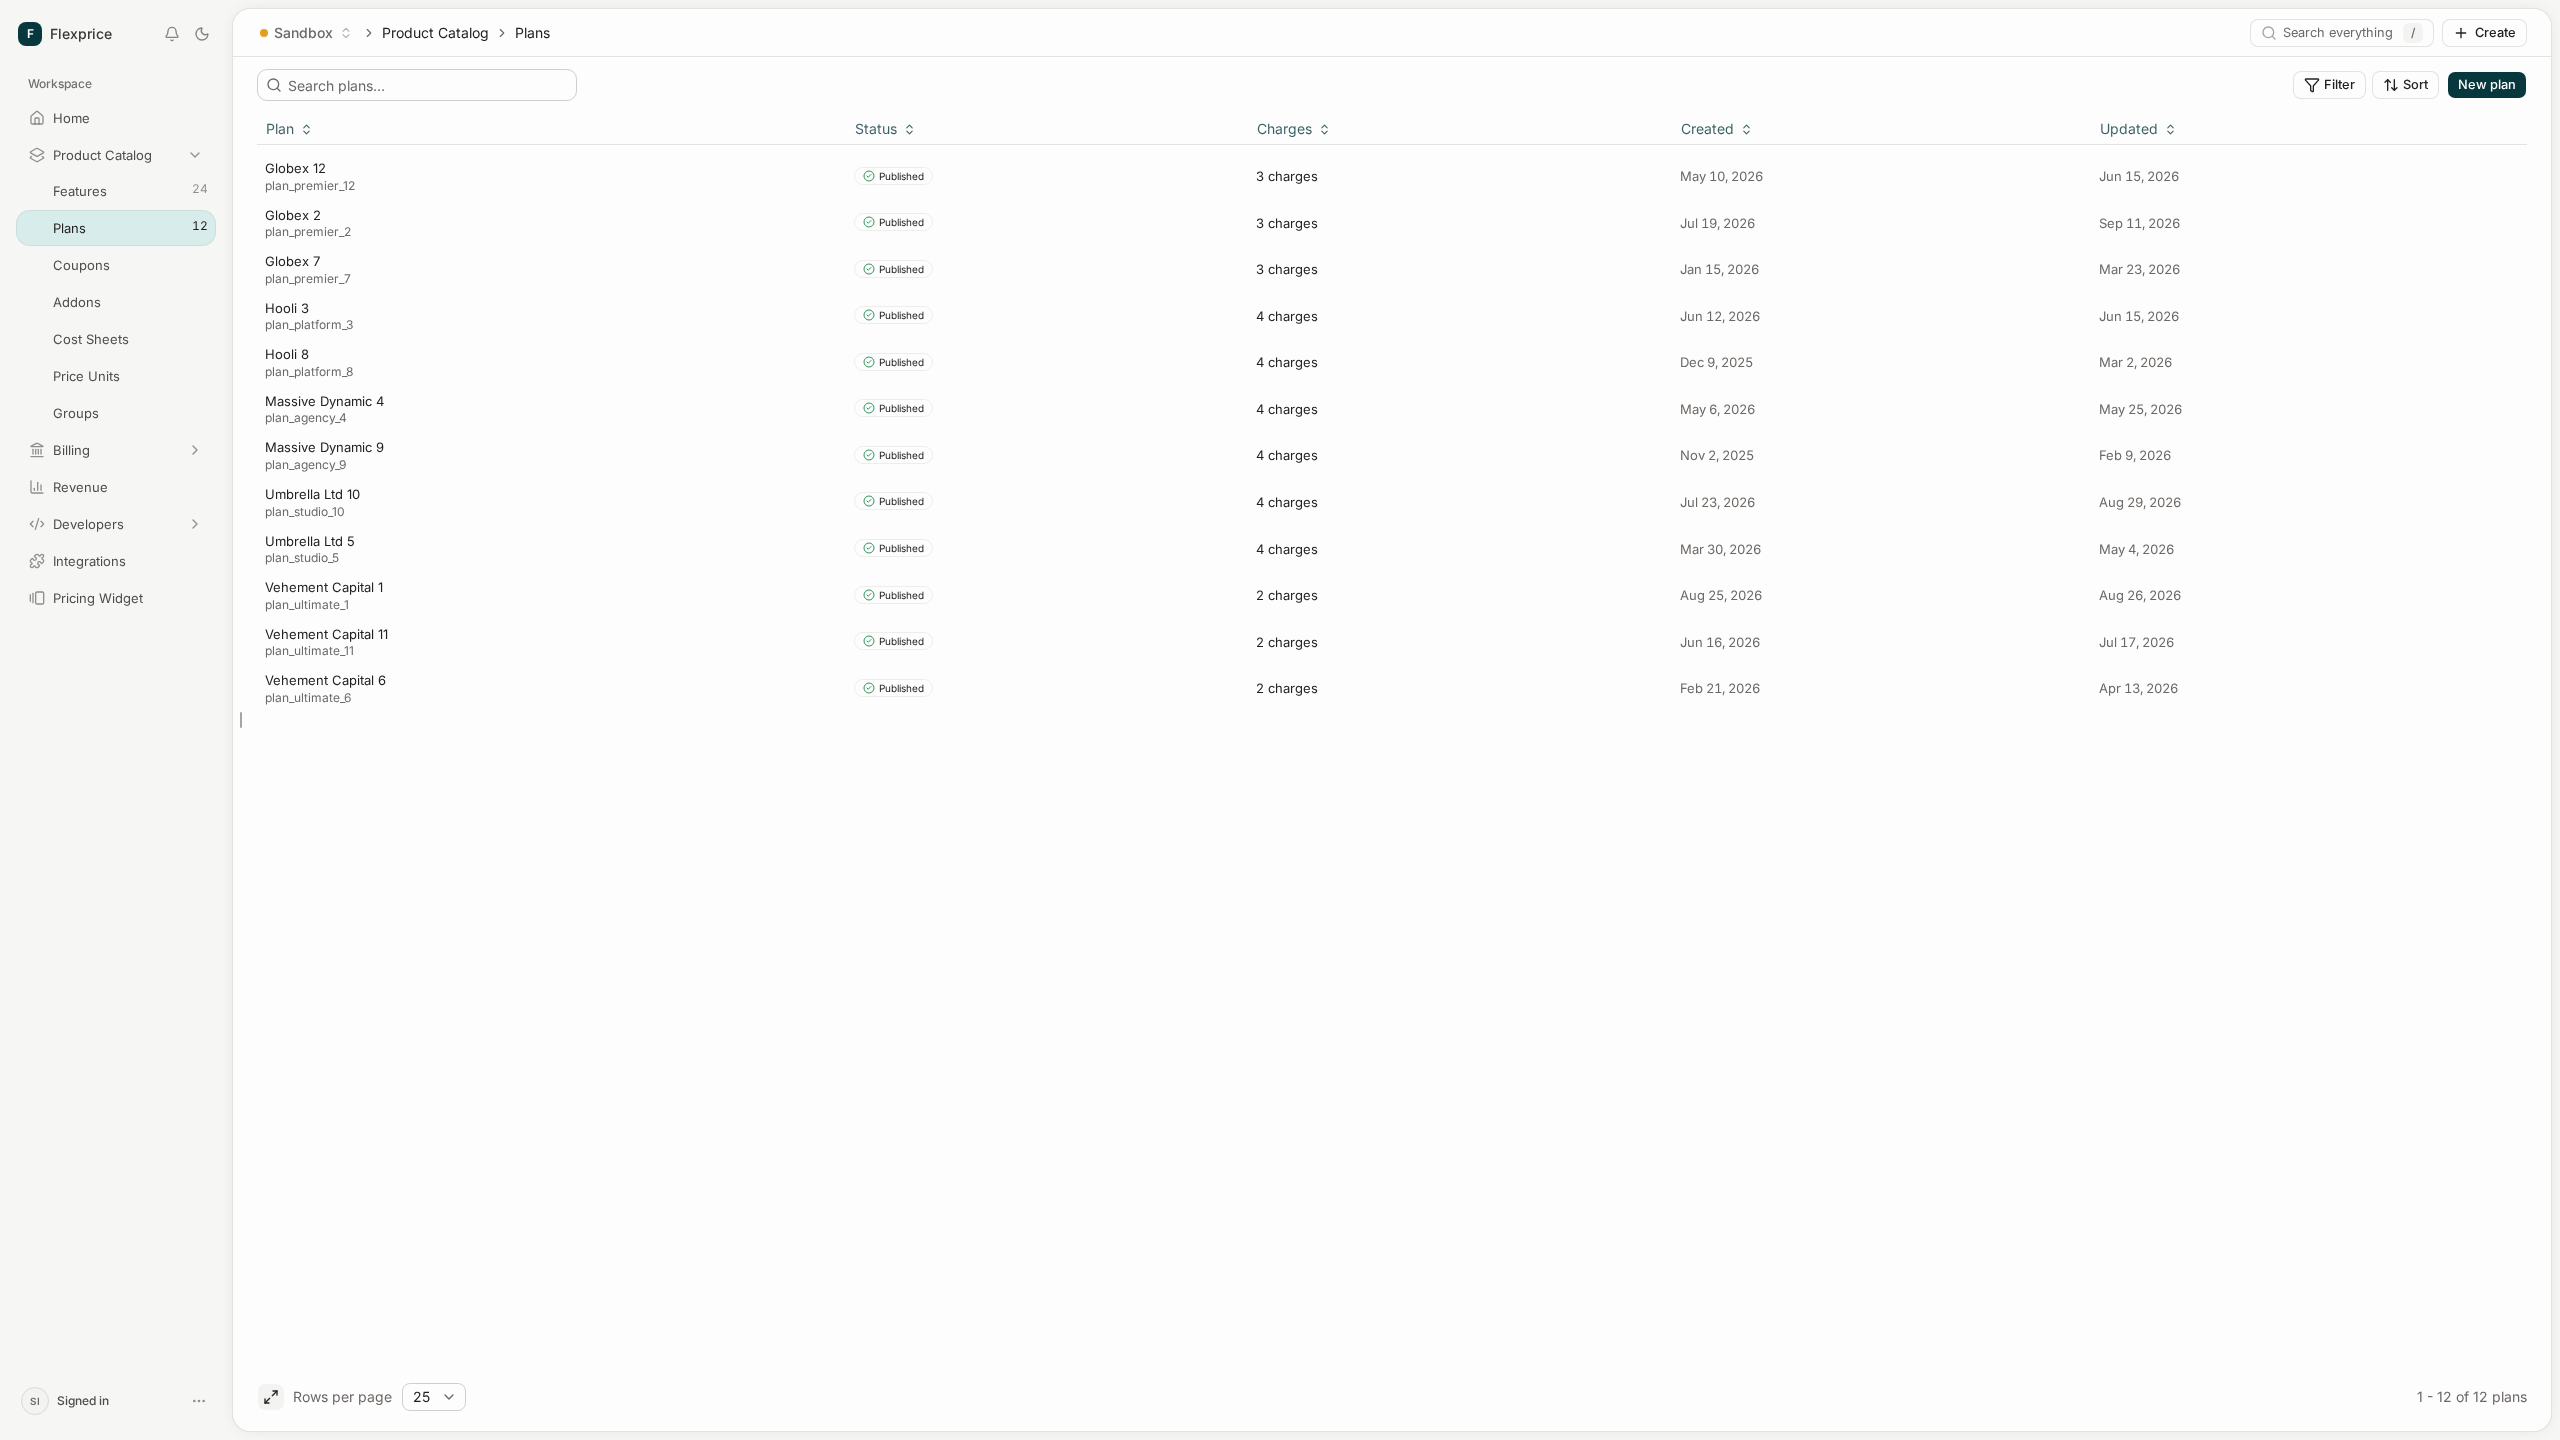 F Flexprice
Workspace
Home
Product Catalog
Features 24
Plans 12
Coupons
Addons
Cost Sheets
Price Units
Groups
Billing
Revenue
Developers
Integrations
Pricing Widget
SI Signed in
Sandbox Product Catalog Plans
Search everything / Create
Search plans...
Filter Sort New plan
Plan Status Charges Created Updated
Globex 12
plan_premier_12
Published 3 charges May 10, 2026 Jun 15, 2026
Globex 2
plan_premier_2
Published 3 charges Jul 19, 2026 Sep 11, 2026
Globex 7
plan_premier_7
Published 3 charges Jan 15, 2026 Mar 23, 2026
Hooli 3
plan_platform_3
Published 4 charges Jun 12, 2026 Jun 15, 2026
Hooli 8
plan_platform_8
Published 4 charges Dec 9, 2025 Mar 2, 2026
Massive Dynamic 4
plan_agency_4
Published 4 charges May 6, 2026 May 25, 2026
Massive Dynamic 9
plan_agency_9
Published 4 charges Nov 2, 2025 Feb 9, 2026
Umbrella Ltd 10
plan_studio_10
Published 4 charges Jul 23, 2026 Aug 29, 2026
Umbrella Ltd 5
plan_studio_5
Published 4 charges Mar 30, 2026 May 4, 2026
Vehement Capital 1
plan_ultimate_1
Published 2 charges Aug 25, 2026 Aug 26, 2026
Vehement Capital 11
plan_ultimate_11
Published 2 charges Jun 16, 2026 Jul 17, 2026
Vehement Capital 6
plan_ultimate_6
Published 2 charges Feb 21, 2026 Apr 13, 2026
Rows per page 25
1 - 12 of 12 plans